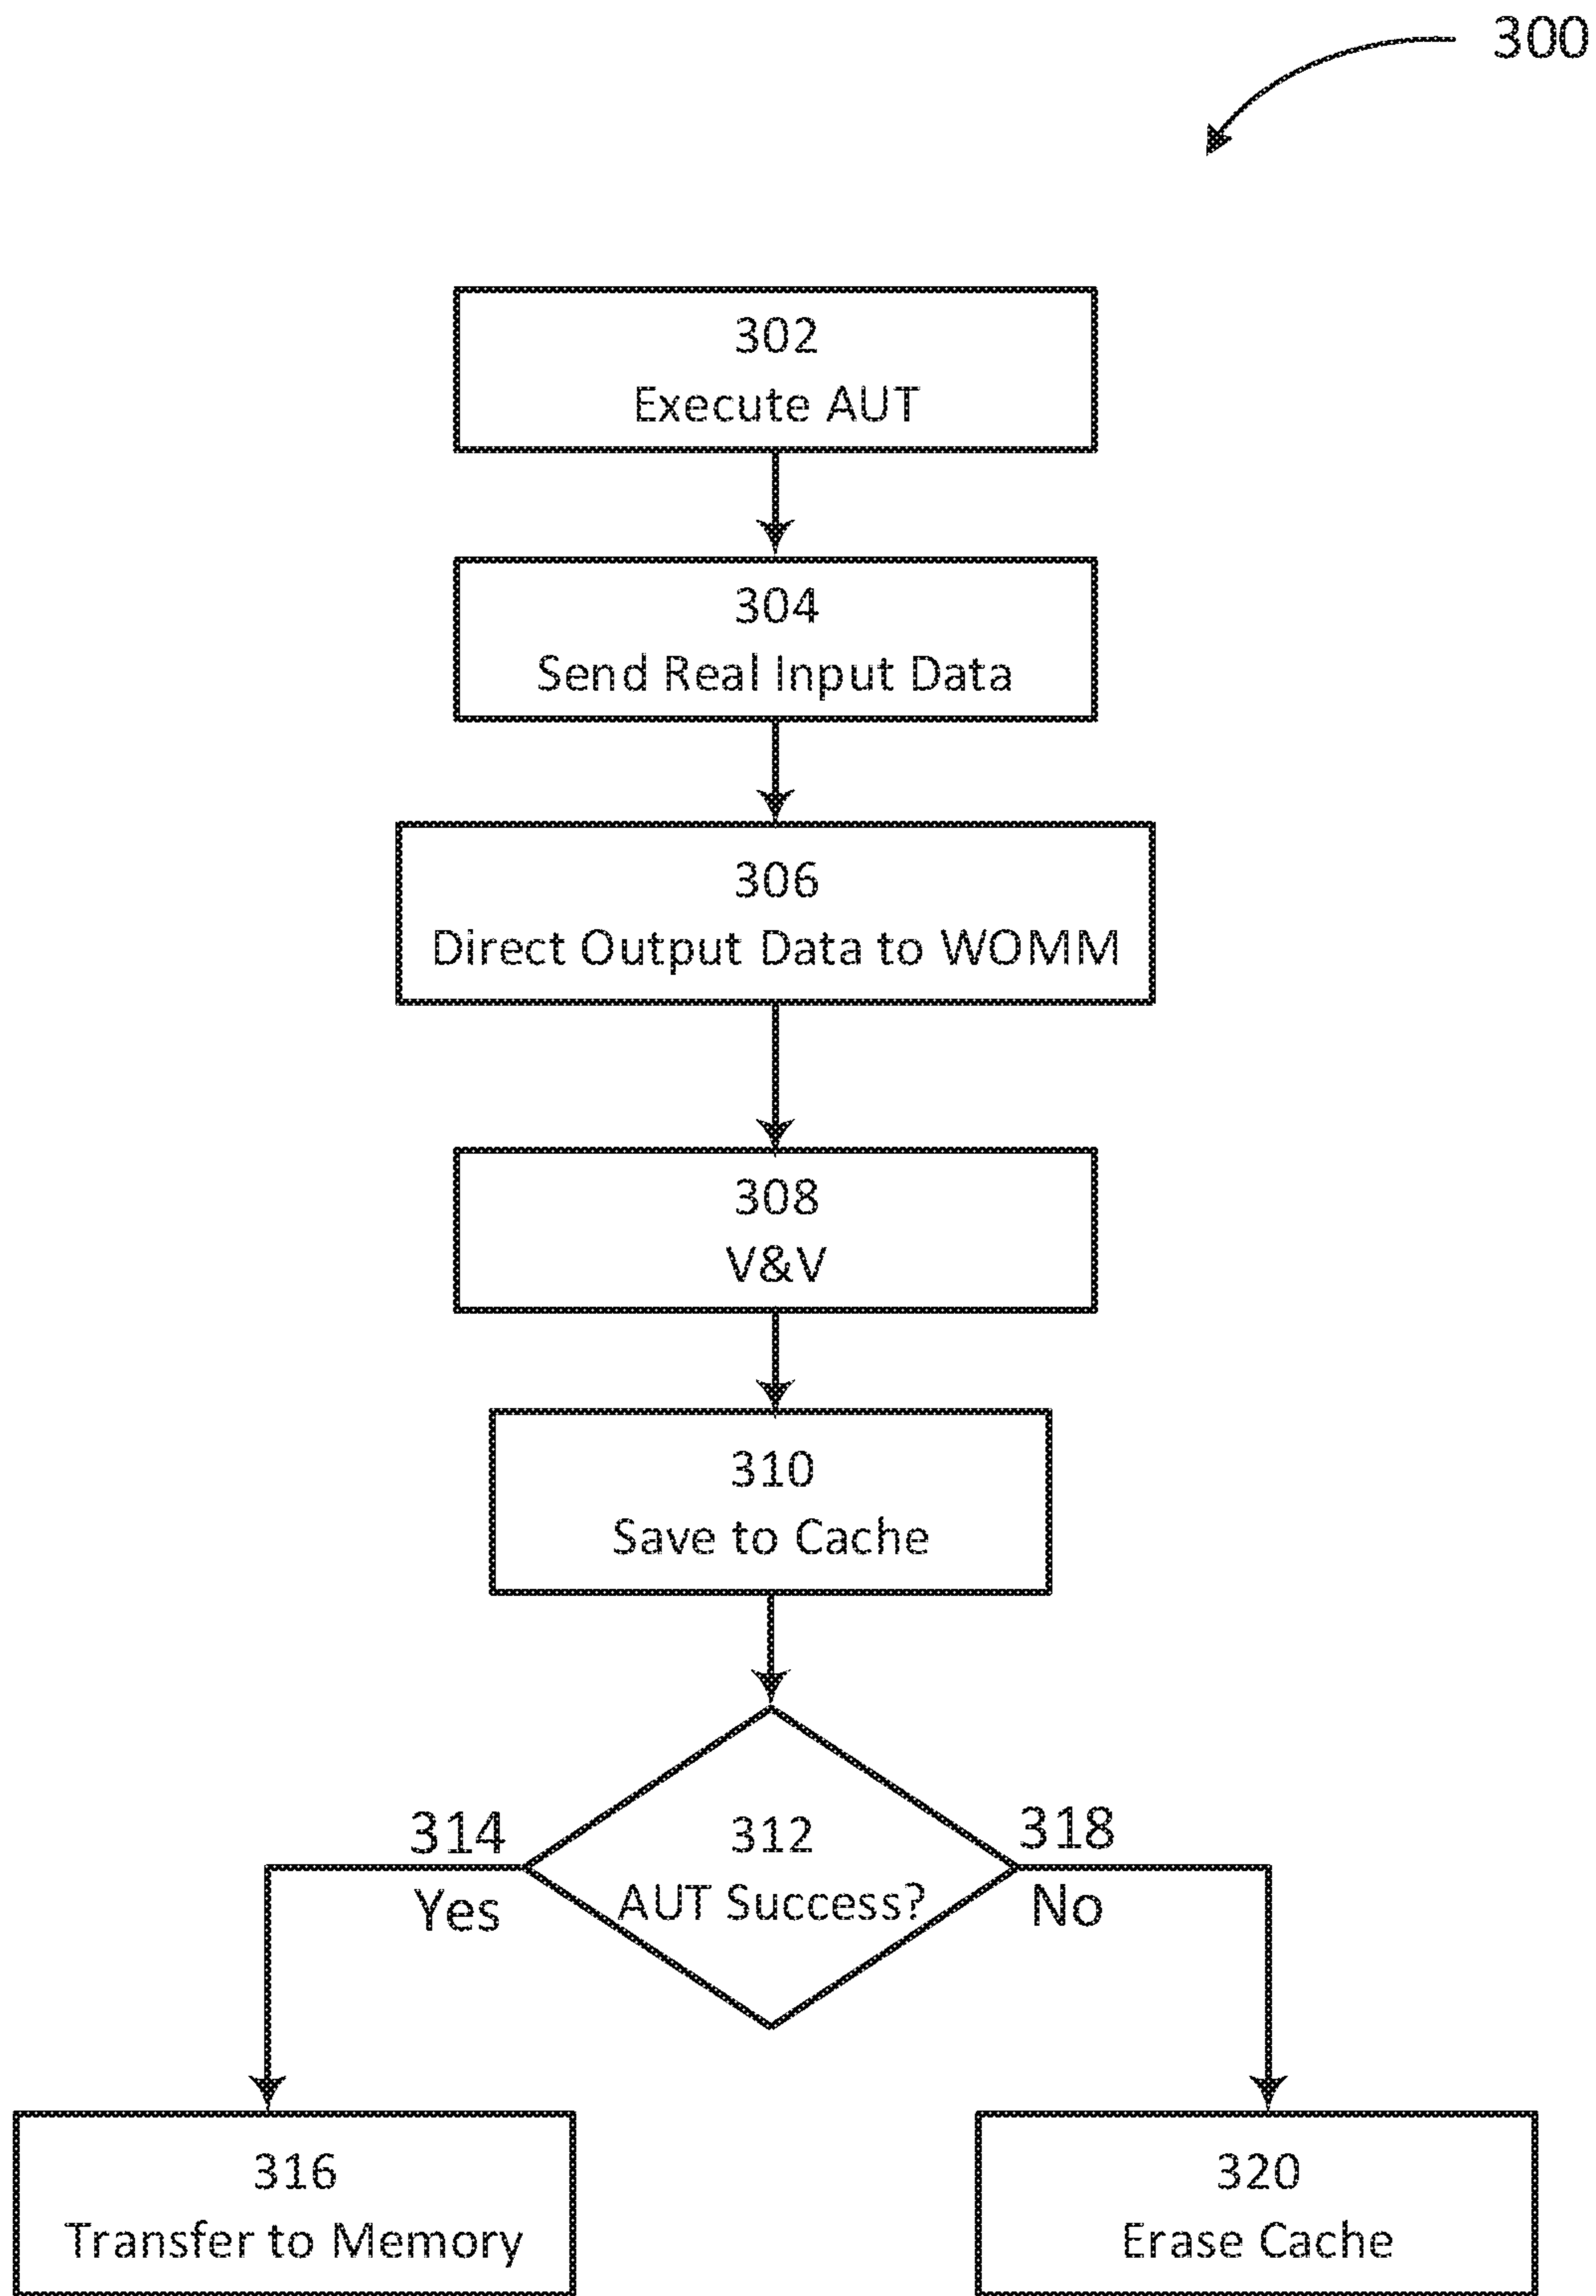 300
302
Execute AUT
304
Send Real Input Data
306
Direct Output Data to WOMM
308
V&V
310
Save to Cache
314
Yes
312
AUT Success?
318
No
316
Transfer to Memory
320
Erase Cache